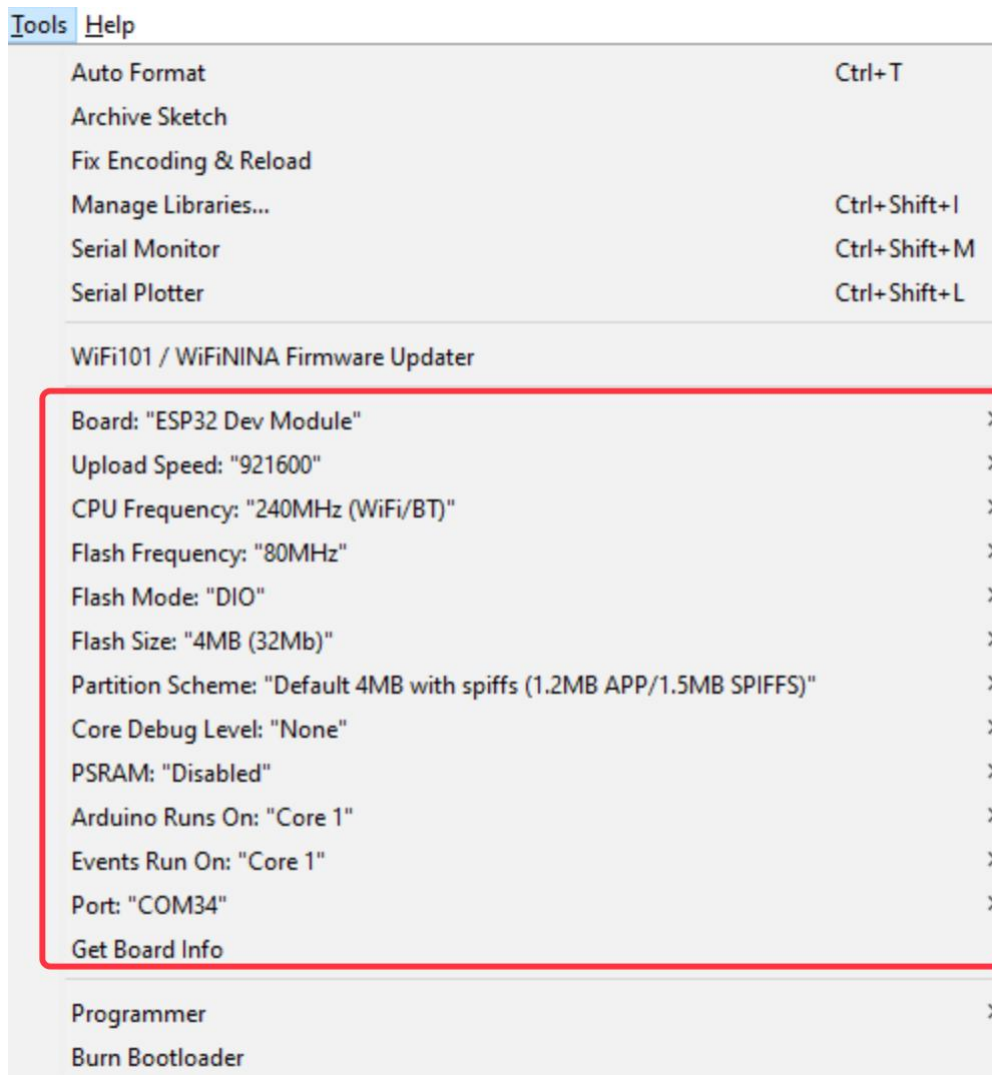 Tools Help
Auto Format Ctrl+T
Archive Sketch
Fix Encoding & Reload
Manage Libraries... Ctrl+Shift+I
Serial Monitor Ctrl+Shift+M
Serial Plotter Ctrl+Shift+L
WiFi101 / WiFiNINA Firmware Updater
Board: "ESP32 Dev Module"
Upload Speed: "921600"
CPU Frequency: "240MHz (WiFi/BT)"
Flash Frequency: "80MHz"
Flash Mode: "DIO"
Flash Size: "4MB (32Mb)"
Partition Scheme: "Default 4MB with spiffs (1.2MB APP/1.5MB SPIFFS)"
Core Debug Level: "None"
PSRAM: "Disabled"
Arduino Runs On: "Core 1"
Events Run On: "Core 1"
Port: "COM34"
Get Board Info
Programmer
Burn Bootloader